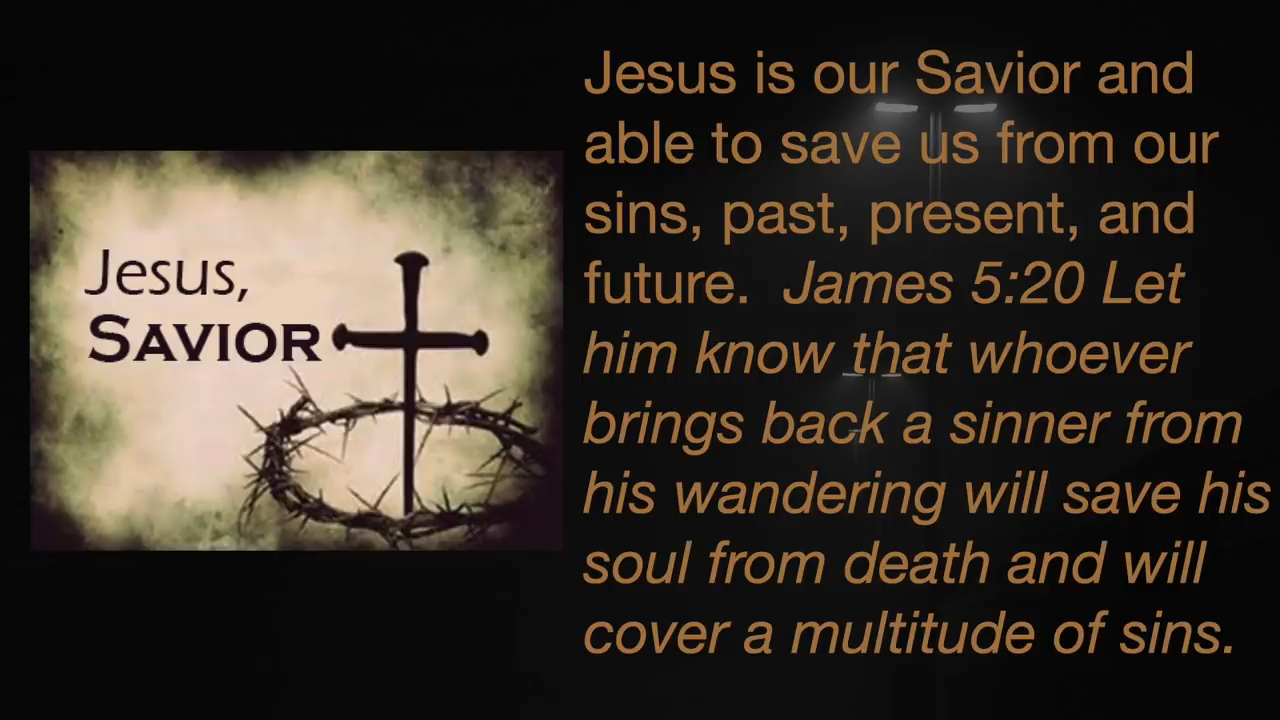 Jesus,
SAVIOR
Jesus is our Savior and
able to save us from our
sins, past, present, and
future.  James 5:20 Let
him know that whoever
brings back a sinner from
his wandering will save his
soul from death and will
cover a multitude of sins.